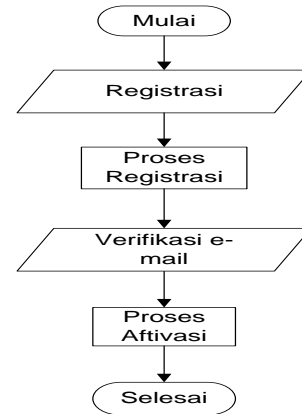 Mulai
Registrasi
Proses
Registrasi
Verifikasi e-
mail
Proses
Aftivasi
Selesai